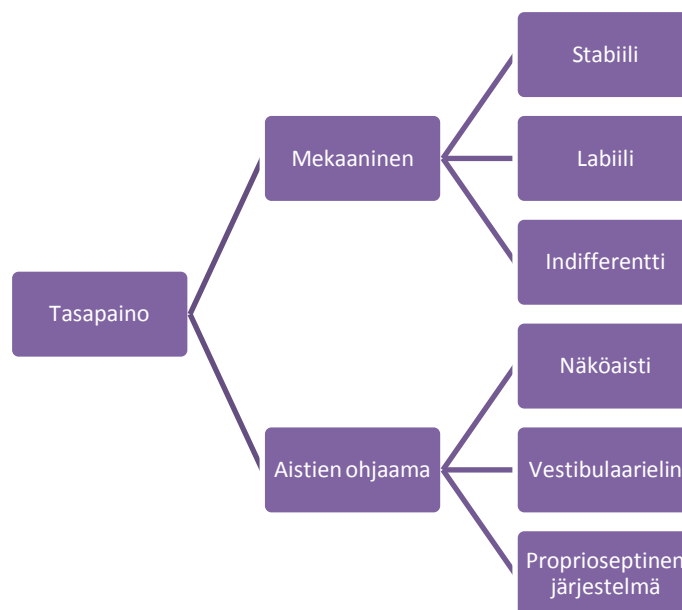 Tasapaino
Mekaaninen
Stabiili
Labiili
Indifferentti
Aistien ohjaama
Näköaisti
Vestibulaarielin
Proprioseptinen
järjestelmä